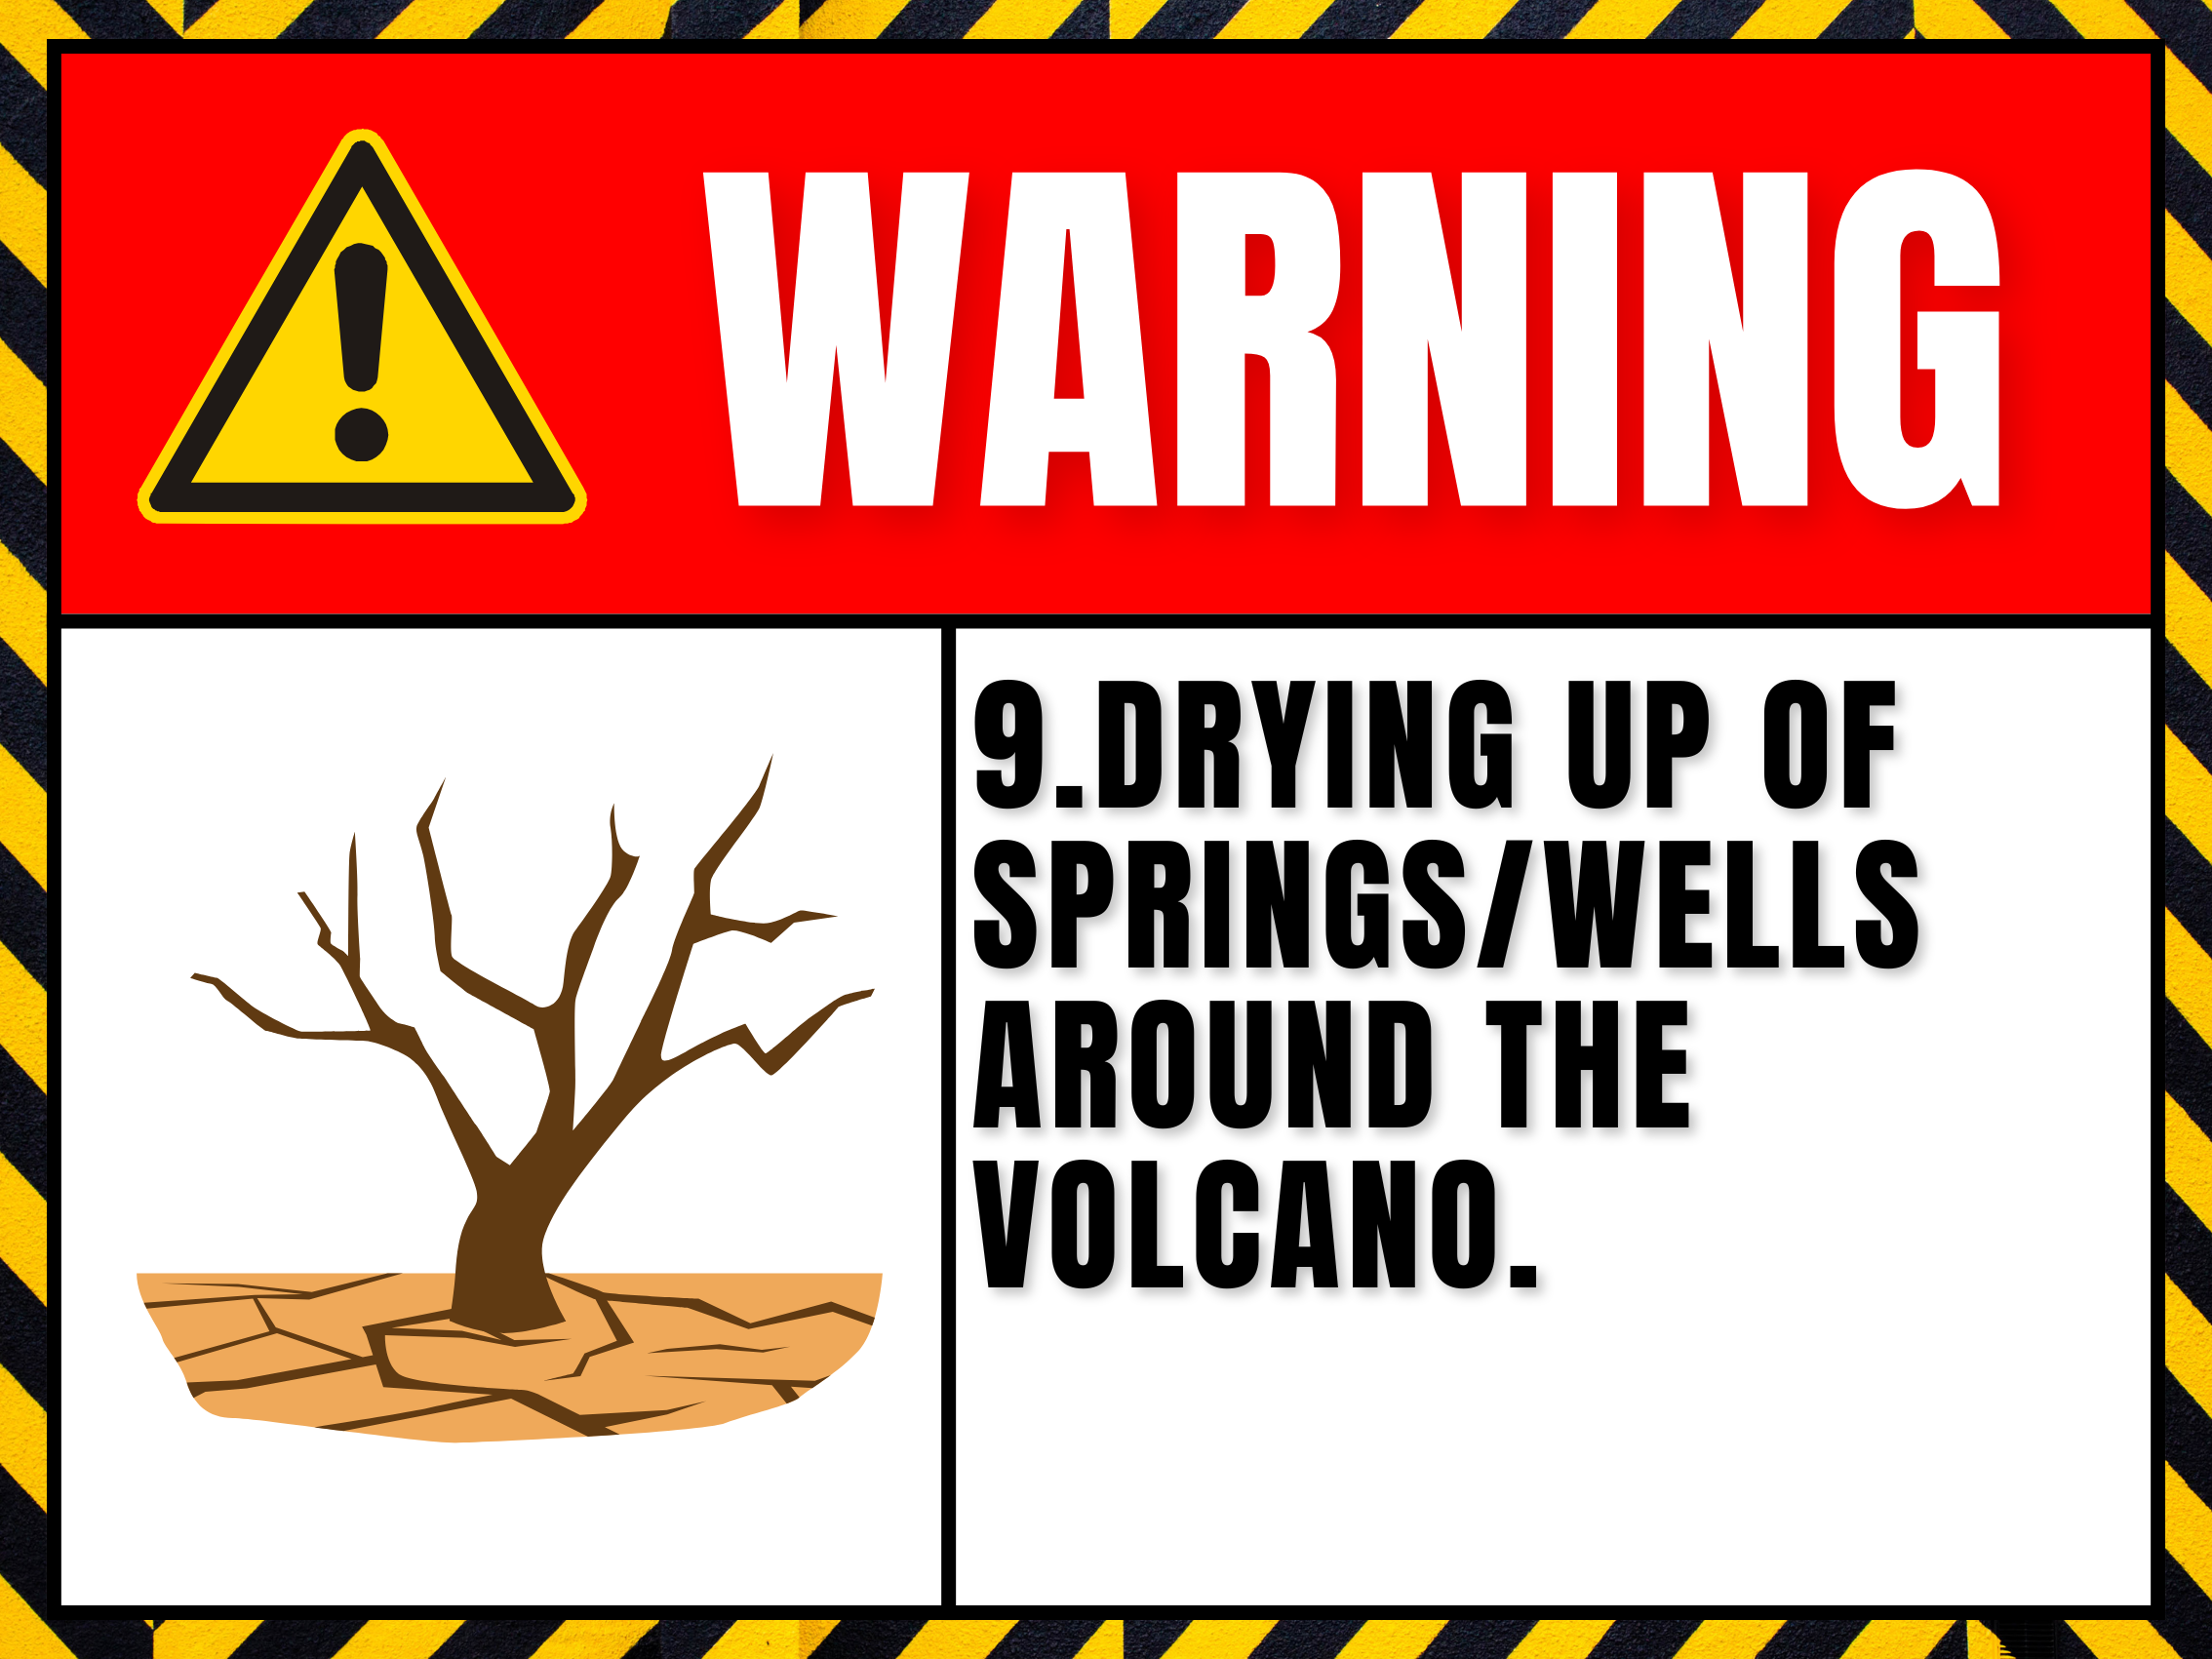 WARNING
9.DRYING UP OF
SPRINGS/WELLS
AROUND THE
VOLCANO.